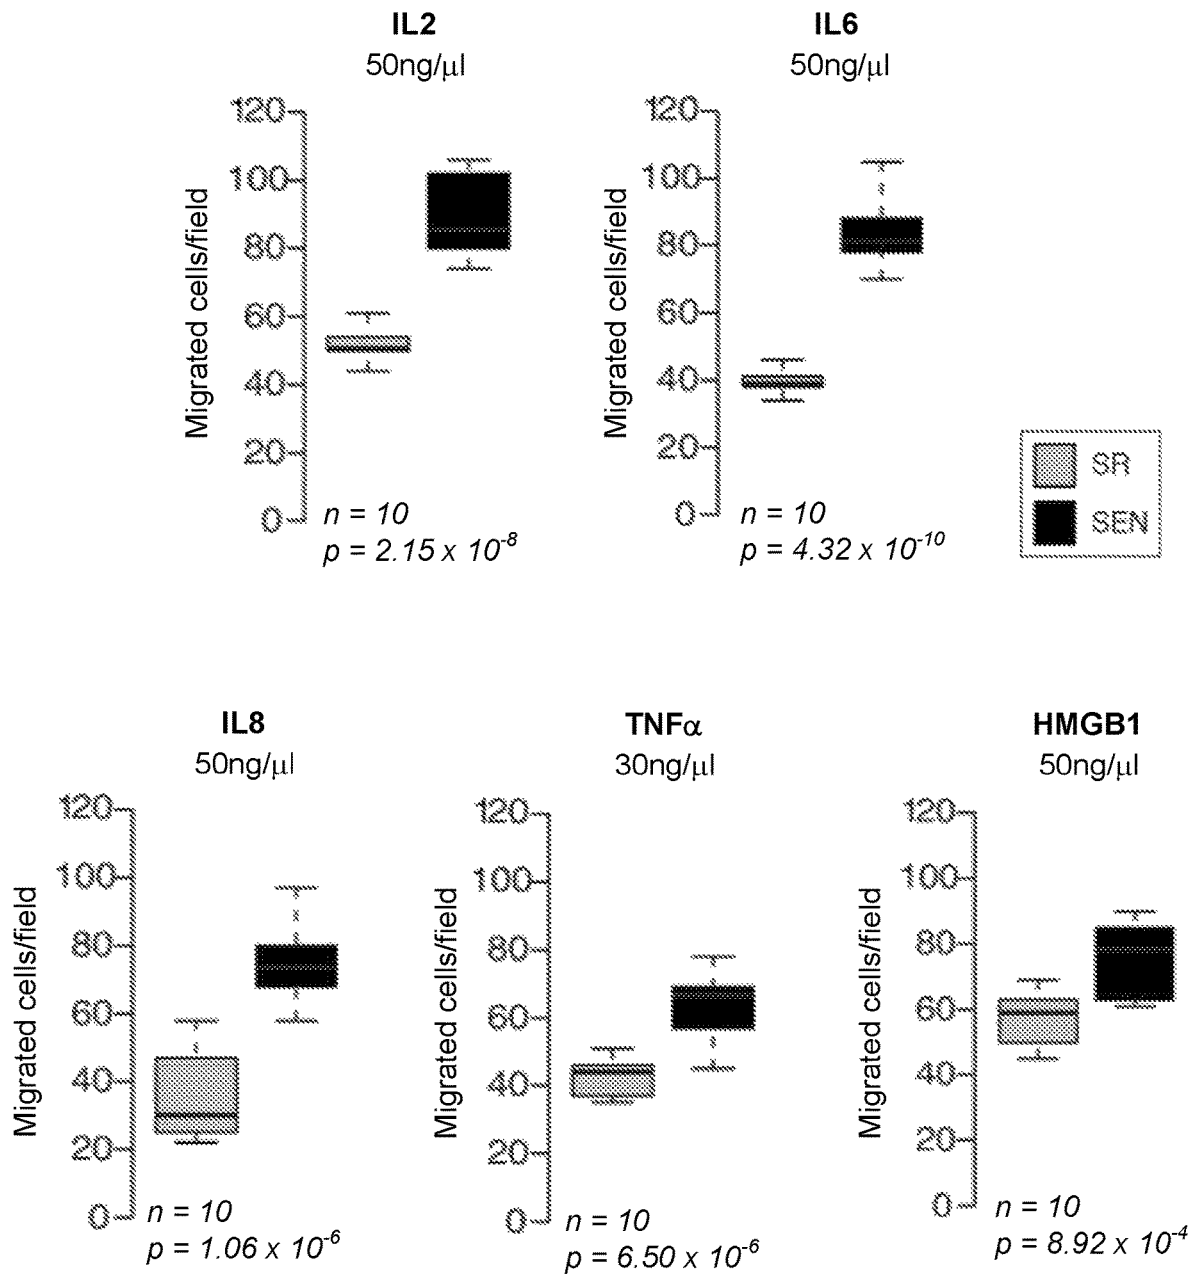 IL2
50ng/µl
Migrated cells/field
120
100
80
60
40
20
0
n = 10
p = 2.15 x 10⁻⁸
IL6
50ng/µl
Migrated cells/field
120
100
80
60
40
20
0
n = 10
p = 4.32 x 10⁻¹⁰
SR
SEN
IL8
50ng/µl
Migrated cells/field
120
100
80
60
40
20
0
n = 10
p = 1.06 x 10⁻⁶
TNFα
30ng/µl
Migrated cells/field
120
100
80
60
40
20
0
n = 10
p = 6.50 x 10⁻⁶
HMGB1
50ng/µl
Migrated cells/field
120
100
80
60
40
20
0
n = 10
p = 8.92 x 10⁻⁴